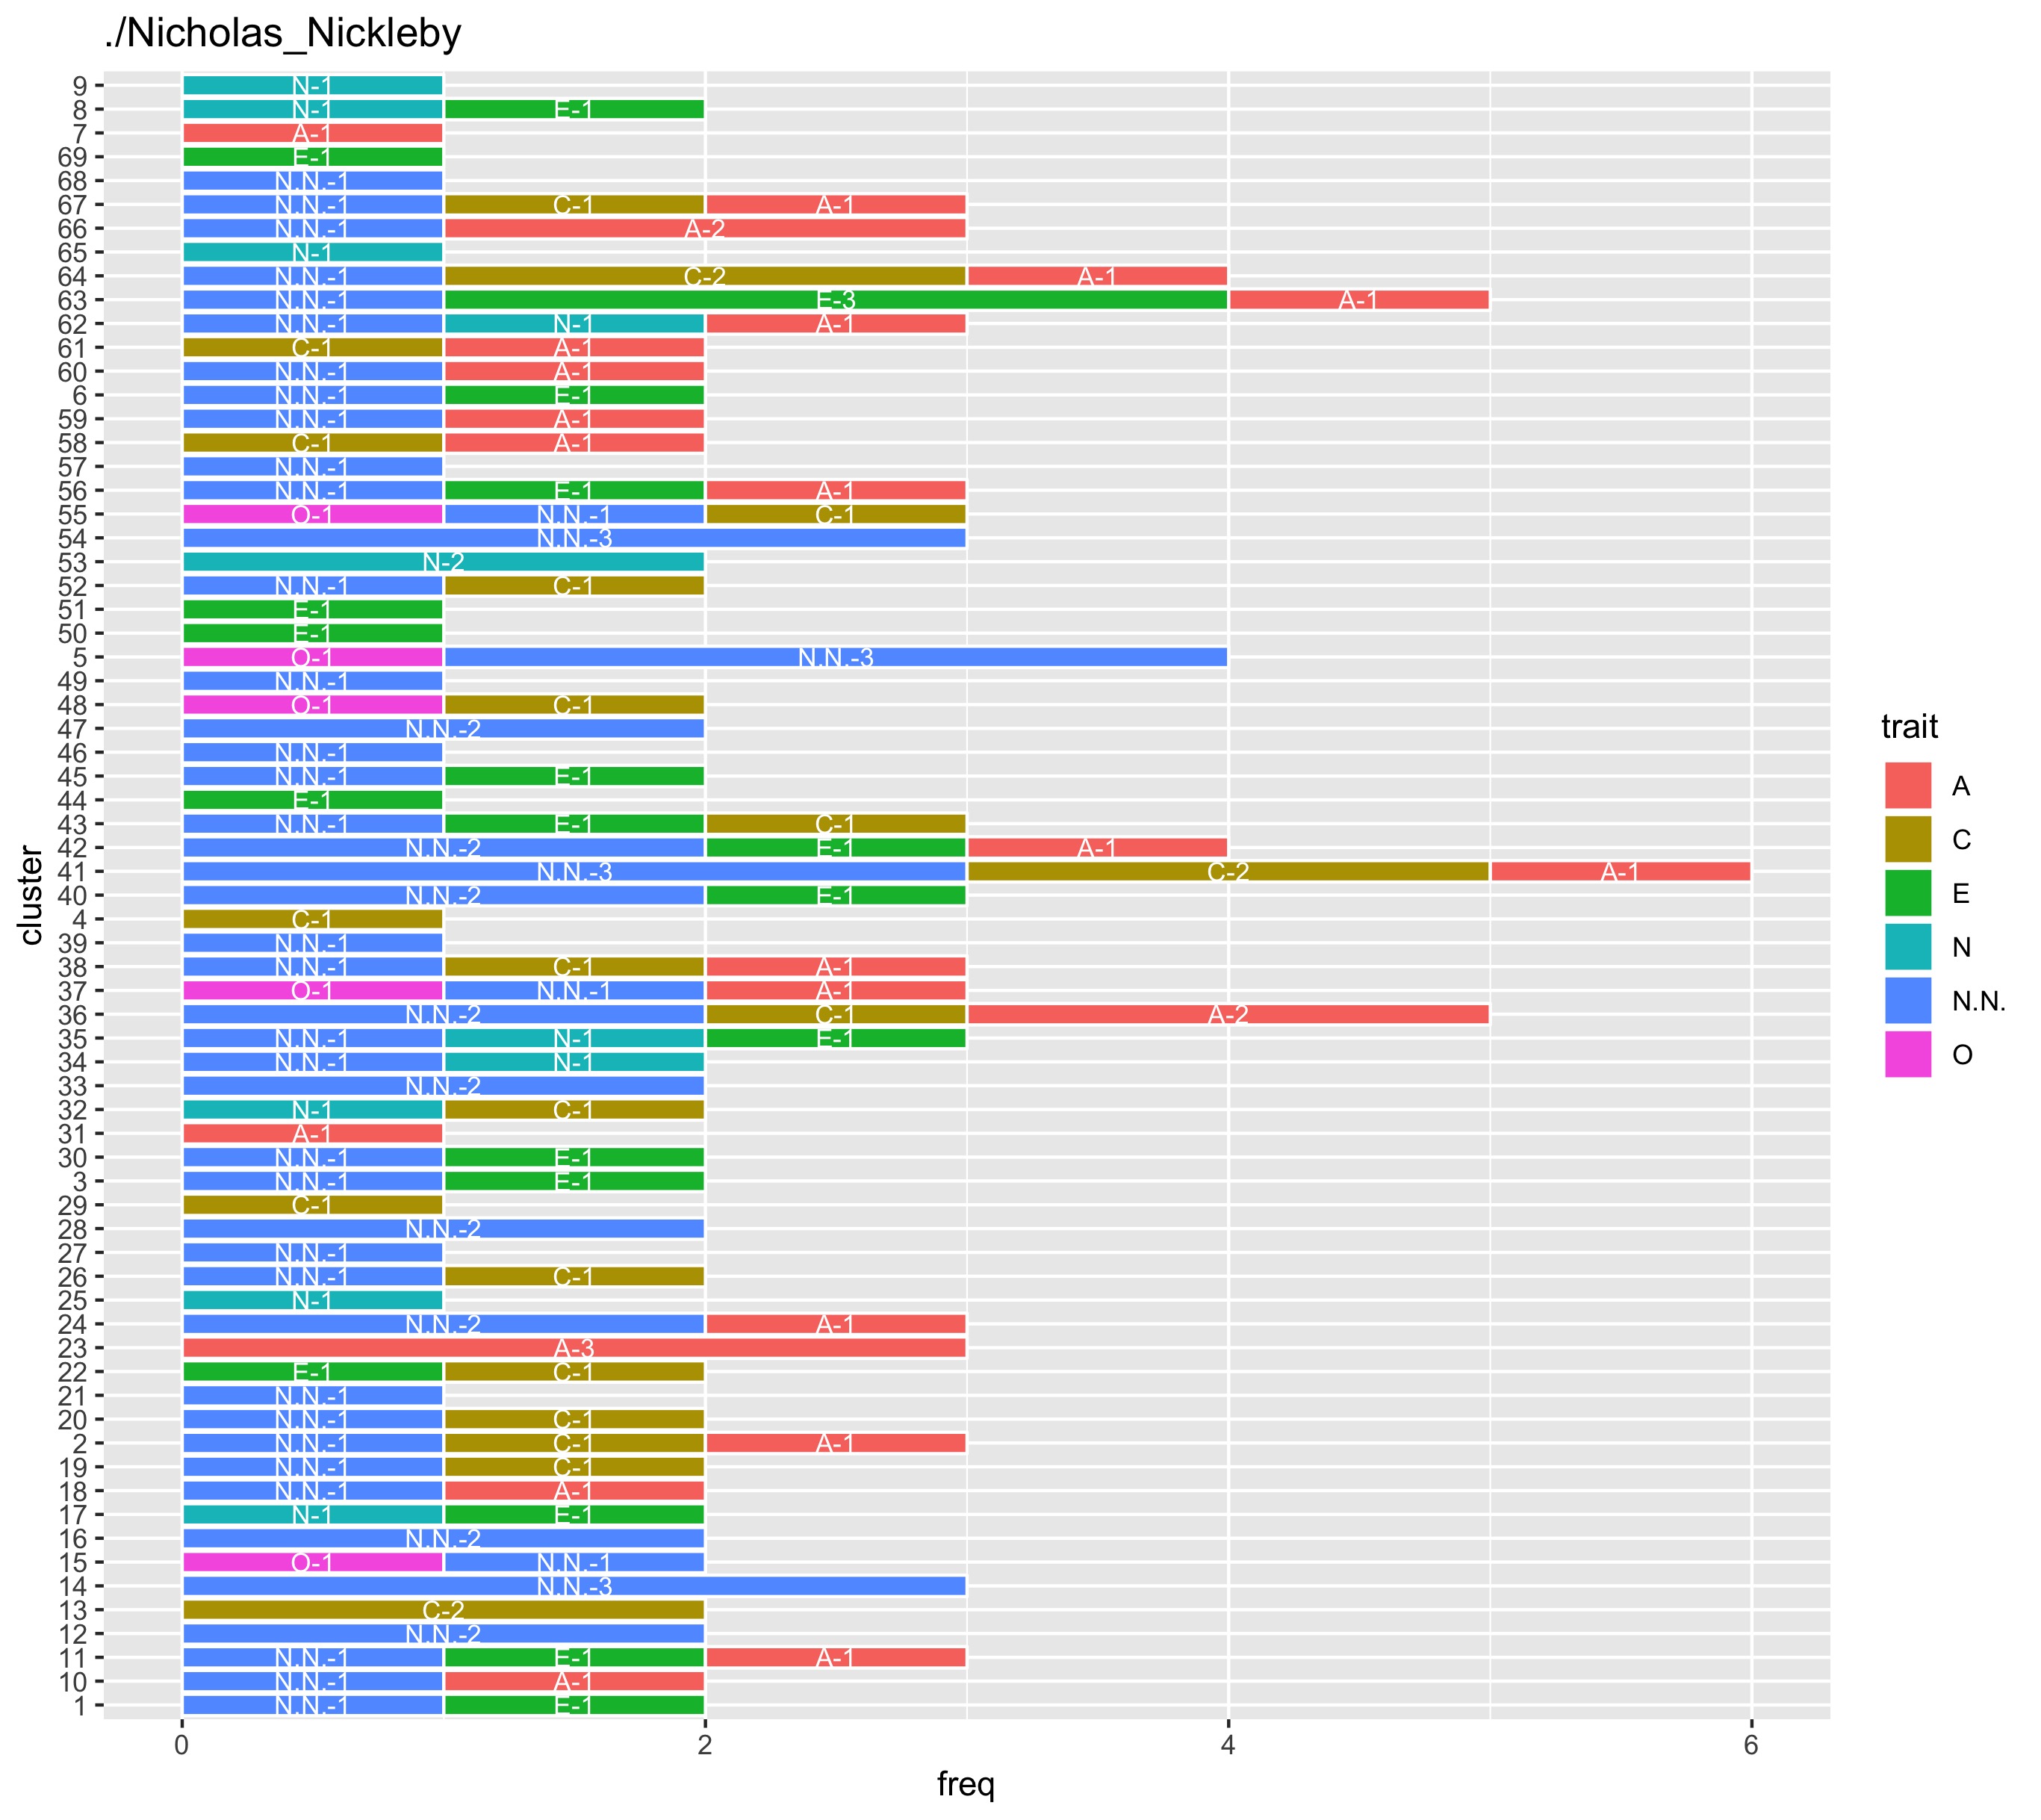 ./Nicholas_Nickleby
9 N-1
8 N-1 E-1
7 A-1
69 E-1
68 N.N.-1
67 N.N.-1 C-1 A-1
66 N.N.-1 A-2
65 N-1
64 N.N.-1 C-2 A-1
63 N.N.-1 E-3 A-1
62 N.N.-1 N-1 A-1
61 C-1 A-1
60 N.N.-1 A-1
6 N.N.-1 E-1
59 N.N.-1 A-1
58 C-1 A-1
57 N.N.-1
56 N.N.-1 E-1 A-1
55 O-1 N.N.-1 C-1
54 N.N.-3
53 N-2
52 N.N.-1 C-1
51 E-1
50 E-1
5 O-1 N.N.-3
49 N.N.-1
48 O-1 C-1
47 N.N.-2
46 N.N.-1
45 N.N.-1 E-1
44 E-1
43 N.N.-1 E-1 C-1
42 N.N.-2 E-1 A-1
41 N.N.-3 C-2 A-1
40 N.N.-2 E-1
4 C-1
39 N.N.-1
38 N.N.-1 C-1 A-1
37 O-1 N.N.-1 A-1
36 N.N.-2 C-1 A-2
35 N.N.-1 N-1 E-1
34 N.N.-1 N-1
33 N.N.-2
32 N-1 C-1
31 A-1
30 N.N.-1 E-1
3 N.N.-1 E-1
29 C-1
28 N.N.-2
27 N.N.-1
26 N.N.-1 C-1
25 N-1
24 N.N.-2 A-1
23 A-3
22 E-1 C-1
21 N.N.-1
20 N.N.-1 C-1
2 N.N.-1 C-1 A-1
19 N.N.-1 C-1
18 N.N.-1 A-1
17 N-1 E-1
16 N.N.-2
15 O-1 N.N.-1
14 N.N.-3
13 C-2
12 N.N.-2
11 N.N.-1 E-1 A-1
10 N.N.-1 A-1
1 N.N.-1 E-1
0 2 4 6
freq
cluster
trait
A
C
E
N
N.N.
O